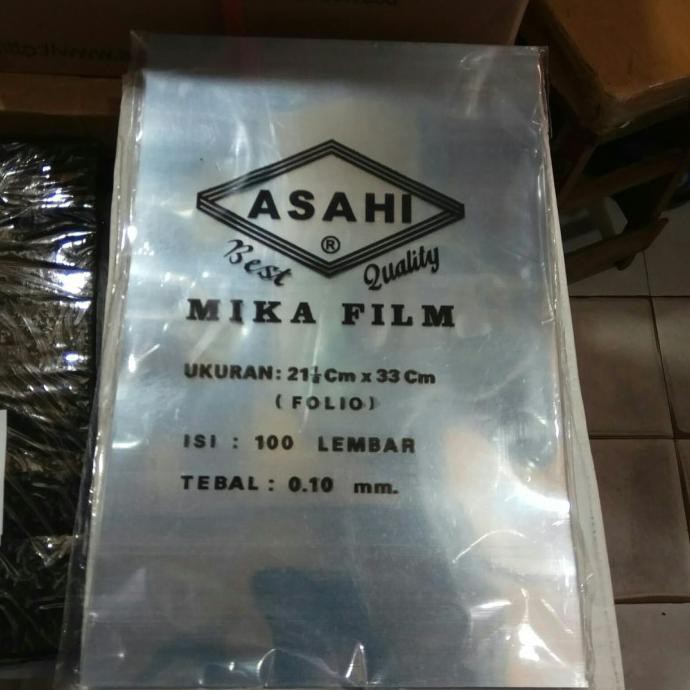 ASAHI
®
Best Quality
MIKA FILM
UKURAN: 21½ Cm x 33 Cm
( FOLIO )
ISI : 100 LEMBAR
TEBAL : 0.10 mm.